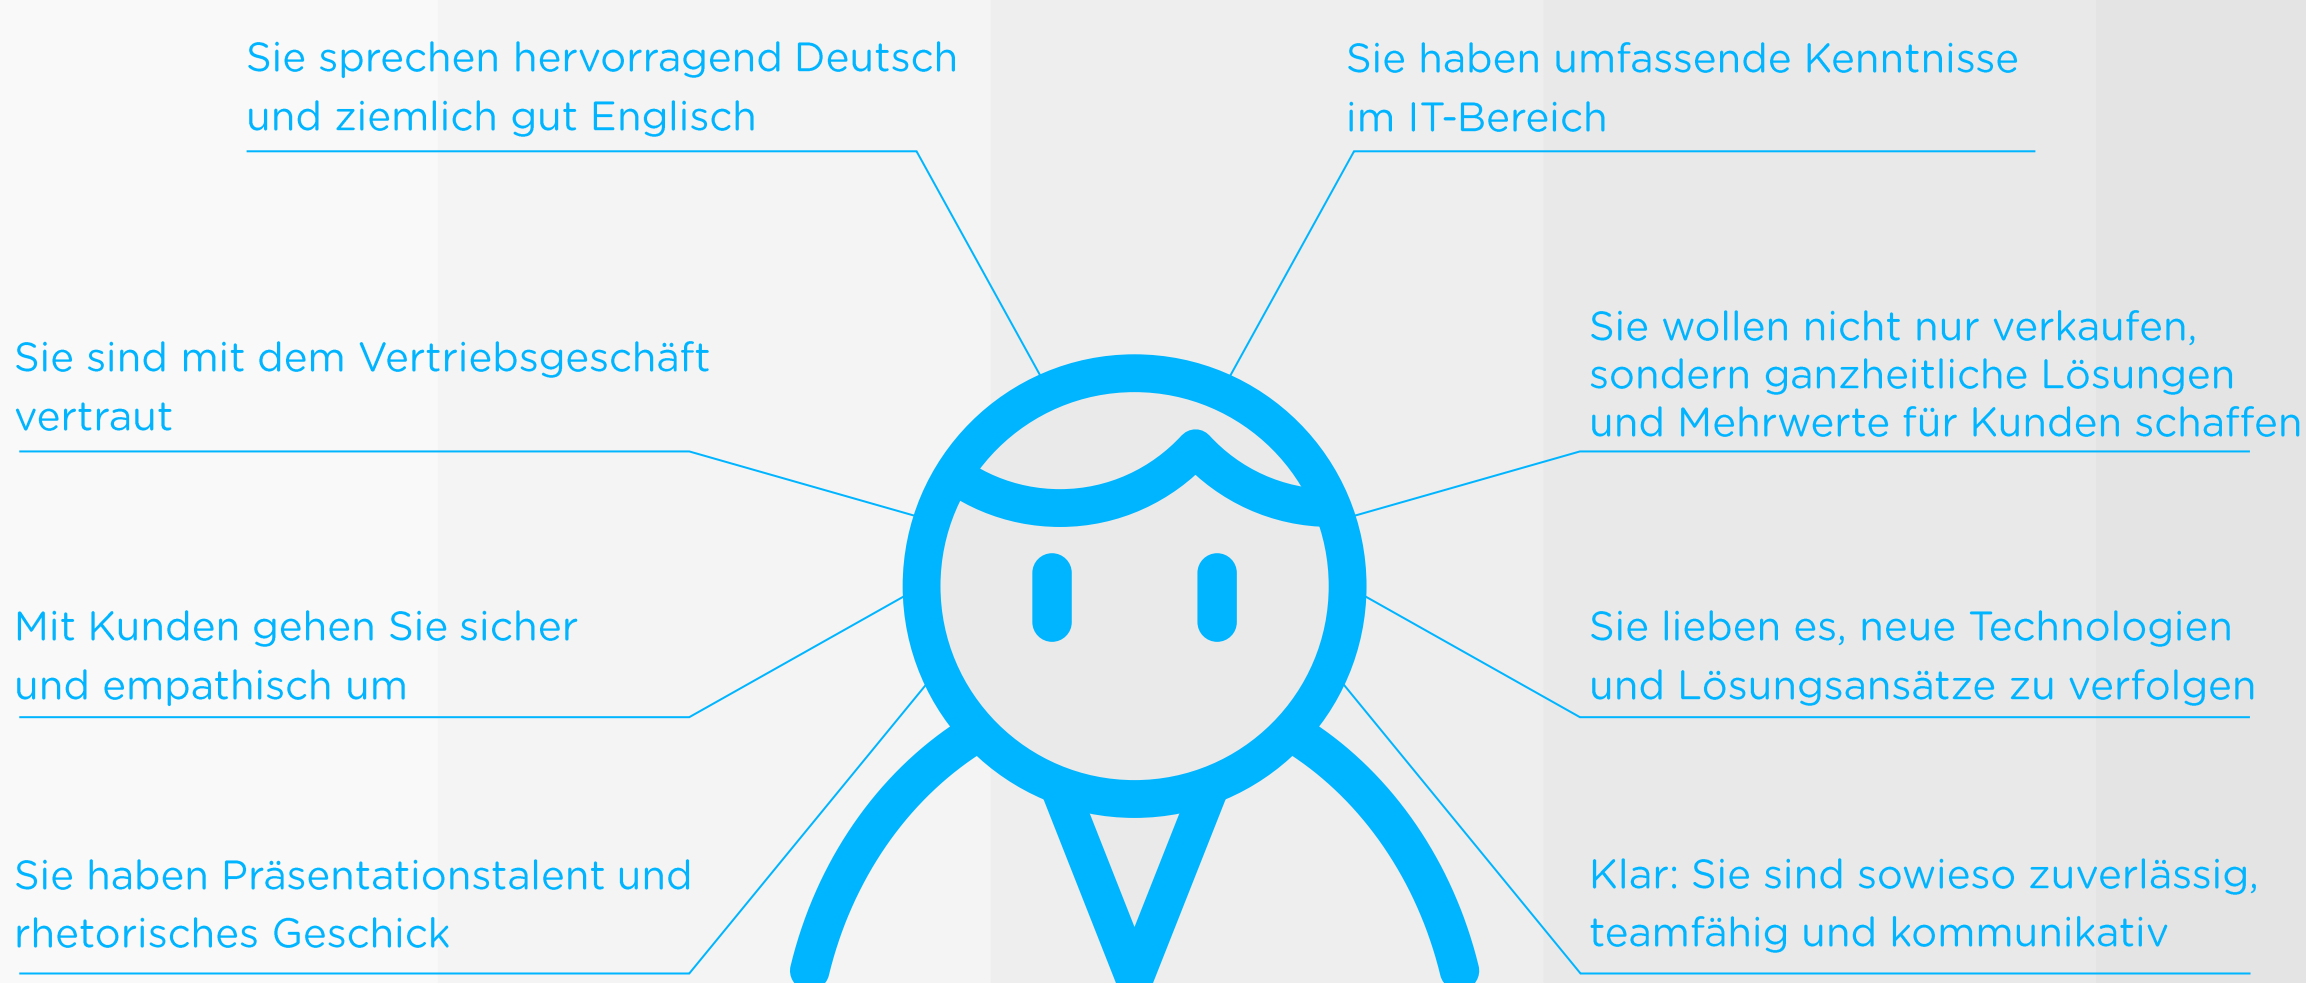 Sie sprechen hervorragend Deutsch
und ziemlich gut Englisch
Sie haben umfassende Kenntnisse
im IT-Bereich
Sie sind mit dem Vertriebsgeschäft
vertraut
Sie wollen nicht nur verkaufen,
sondern ganzheitliche Lösungen
und Mehrwerte für Kunden schaffen
Mit Kunden gehen Sie sicher
und empathisch um
Sie lieben es, neue Technologien
und Lösungsansätze zu verfolgen
Sie haben Präsentationstalent und
rhetorisches Geschick
Klar: Sie sind sowieso zuverlässig,
teamfähig und kommunikativ